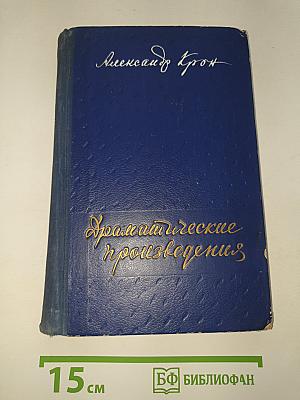 Александр Крон
Драматические
произведения
15 см
БФ БИБЛИОФАН